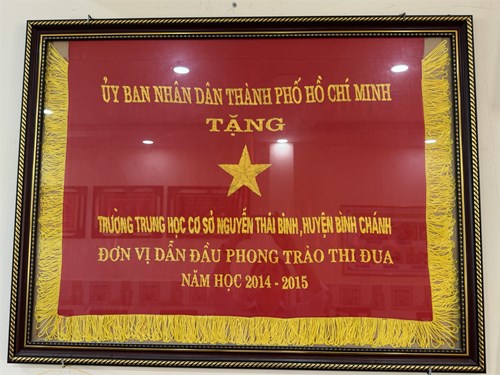 ỦY BAN NHÂN DÂN THÀNH PHỐ HỒ CHÍ MINH
TẶNG
TRƯỜNG TRUNG HỌC CƠ SỞ NGUYỄN THÁI BÌNH, HUYỆN BÌNH CHÁNH
ĐƠN VỊ DẪN ĐẦU PHONG TRÀO THI ĐUA
NĂM HỌC 2014 - 2015